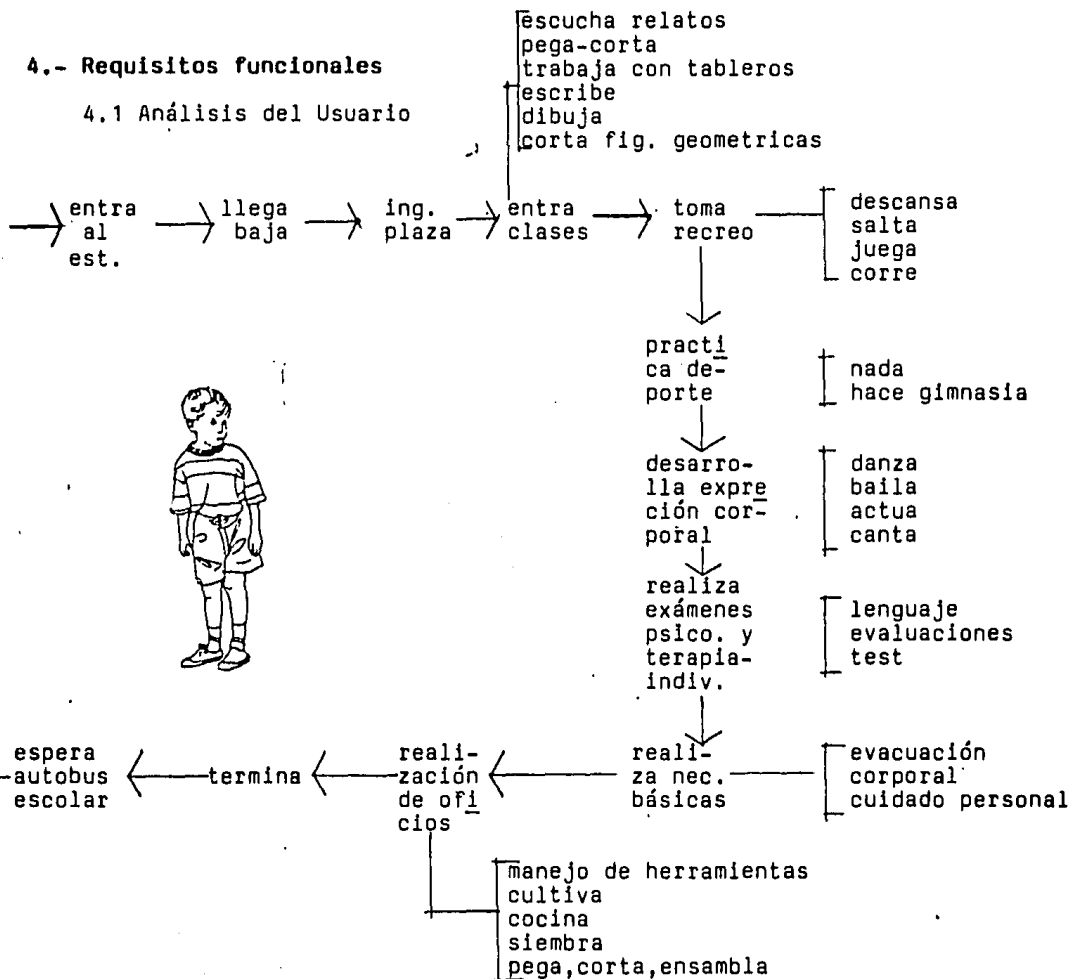 4.- Requisitos funcionales
4.1 Análisis del Usuario
escucha relatos
pega-corta
trabaja con tableros
escribe
dibuja
corta fig. geometricas
entra
al
est.
llega
baja
ing.
plaza
entra
clases
toma
recreo
descansa
salta
juega
corre
practi
ca de-
porte
nada
hace gimnasia
desarro-
lla expre
ción cor-
poral
danza
baila
actua
canta
realiza
exámenes
psico. y
terapia-
indiv.
lenguaje
evaluaciones
test
reali-
za nec.
básicas
evacuación
corporal
cuidado personal
reali-
zación
de ofi
cios
manejo de herramientas
cultiva
cocina
siembra
pega,corta,ensambla
termina
espera
autobus
escolar